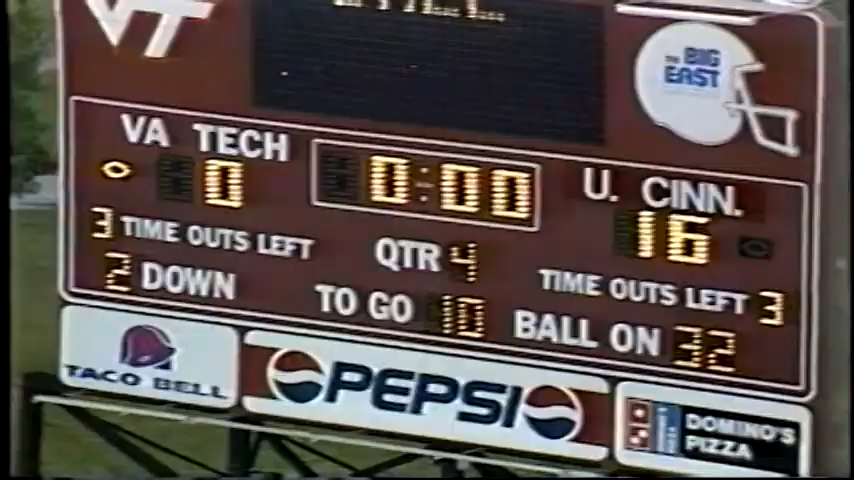 VT
THE BIG EAST
VA TECH
0
0:00
U. CINN.
16
3 TIME OUTS LEFT
QTR 4
TIME OUTS LEFT 3
2 DOWN
TO GO 10
BALL ON 32
TACO BELL
PEPSI
DOMINO'S
PIZZA